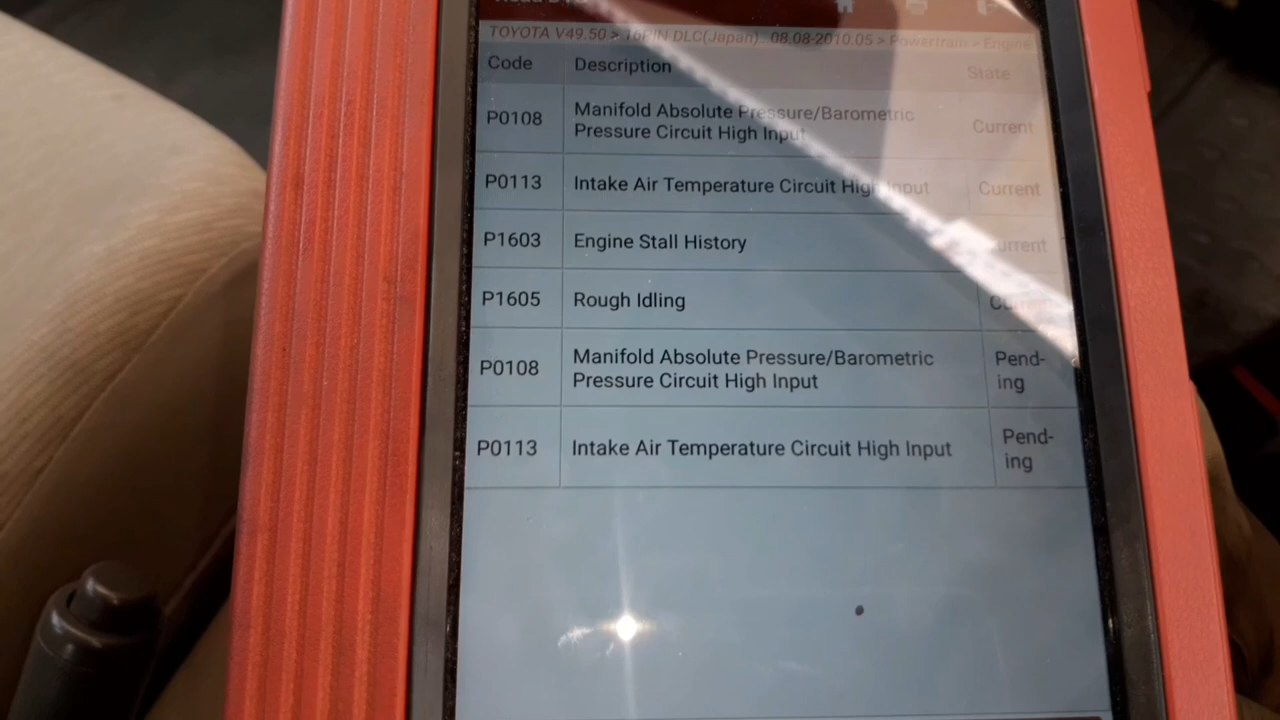 TOYOTA V49.50 > 16PIN DLC(Japan).. 08.08-2010.05 > Powertrain > Engine
Code Description State
P0108 Manifold Absolute Pressure/Barometric
Pressure Circuit High Input Current
P0113 Intake Air Temperature Circuit High Input Current
P1603 Engine Stall History
P1605 Rough Idling
P0108 Manifold Absolute Pressure/Barometric
Pressure Circuit High Input Pend-
ing
P0113 Intake Air Temperature Circuit High Input Pend-
ing